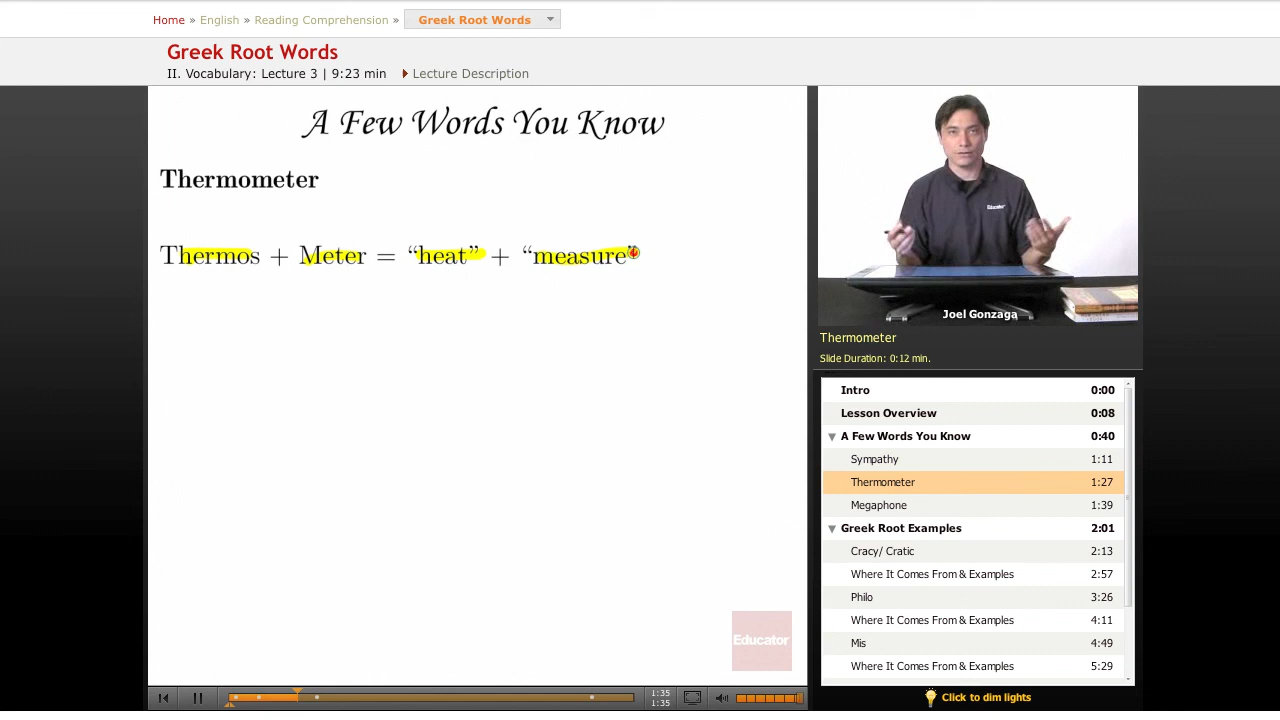 Home » English » Reading Comprehension » Greek Root Words
Greek Root Words
II. Vocabulary: Lecture 3 | 9:23 min Lecture Description
A Few Words You Know
Thermometer
Thermos + Meter = “heat” + “measure”
Educator
Educator
Joel Gonzaga
Thermometer
Slide Duration: 0:12 min.
Intro 0:00
Lesson Overview 0:08
A Few Words You Know 0:40
Sympathy 1:11
Thermometer 1:27
Megaphone 1:39
Greek Root Examples 2:01
Cracy/ Cratic 2:13
Where It Comes From & Examples 2:57
Philo 3:26
Where It Comes From & Examples 4:11
Mis 4:49
Where It Comes From & Examples 5:29
1:35
1:35
Click to dim lights